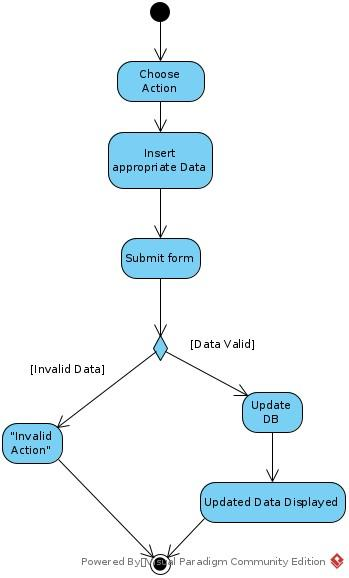 Choose
Action
Insert
appropriate Data
Submit form
[Data Valid]
[Invalid Data]
Update
DB
"Invalid
Action"
Updated Data Displayed
Powered By Visual Paradigm Community Edition